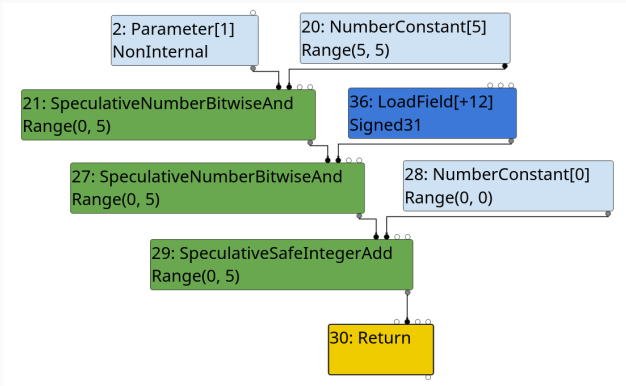 2: Parameter[1]
NonInternal
20: NumberConstant[5]
Range(5, 5)
21: SpeculativeNumberBitwiseAnd
Range(0, 5)
36: LoadField[+12]
Signed31
27: SpeculativeNumberBitwiseAnd
Range(0, 5)
28: NumberConstant[0]
Range(0, 0)
29: SpeculativeSafeIntegerAdd
Range(0, 5)
30: Return